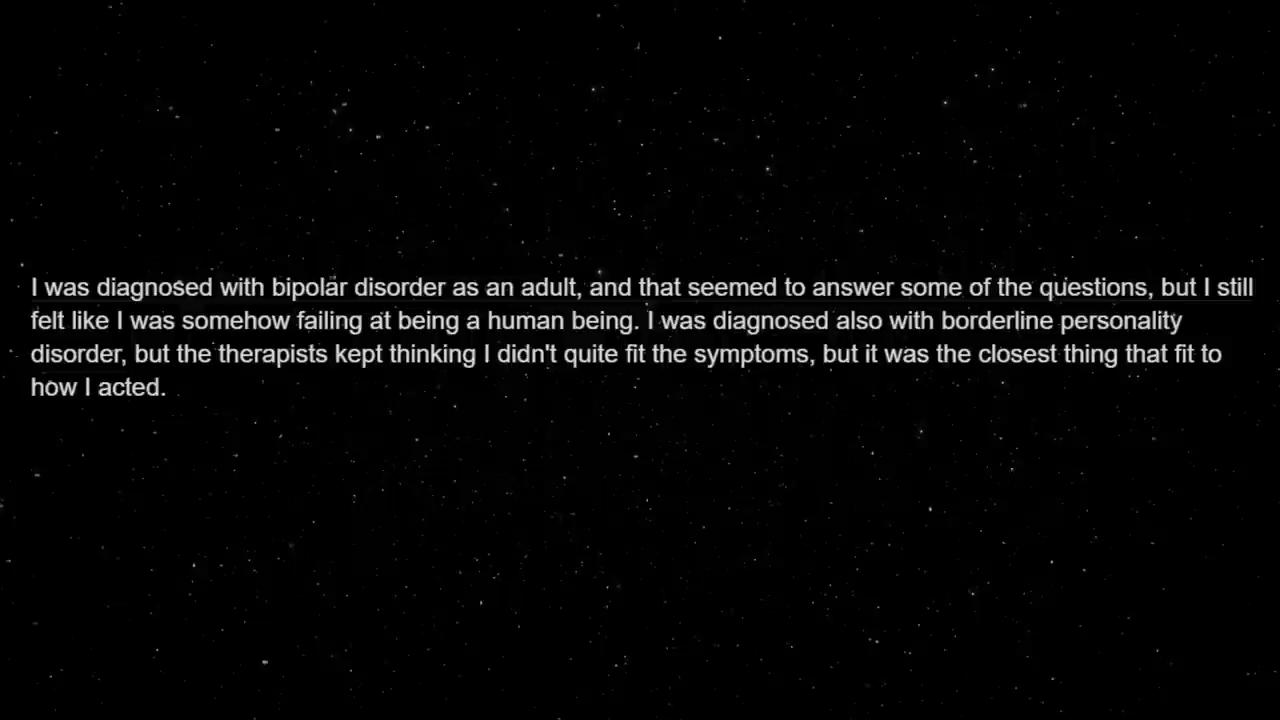 I was diagnosed with bipolar disorder as an adult, and that seemed to answer some of the questions, but I still
felt like I was somehow failing at being a human being. I was diagnosed also with borderline personality
disorder, but the therapists kept thinking I didn't quite fit the symptoms, but it was the closest thing that fit to
how I acted.